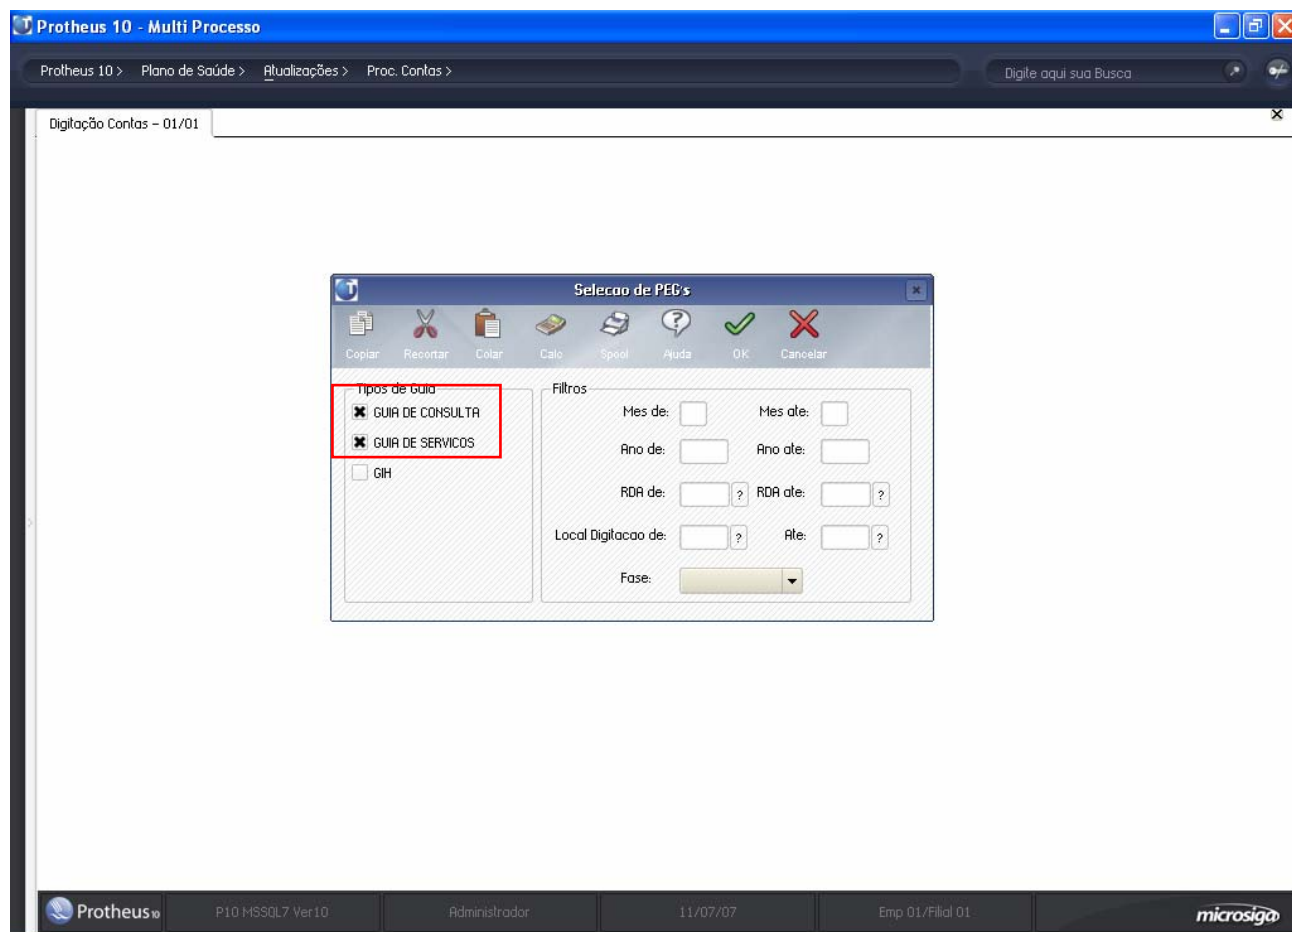 Protheus 10 - Multi Processo
Protheus 10 > Plano de Saúde > Atualizações > Proc. Contas > Digite aqui sua Busca
Digitação Contas - 01/01
Selecao de PEG's
Copiar Recortar Colar Calc Spool Ajuda OK Cancelar
Tipos de Guia Filtros
GUIA DE CONSULTA Mes de: Mes ate:
GUIA DE SERVICOS Ano de: Ano ate:
GIH RDA de: ? RDA ate: ?
Local Digitacao de: ? Ate: ?
Fase:
Protheus 10 P10 MSSQL7 Ver10 Administrador 11/07/07 Emp 01/Filial 01 microsiga